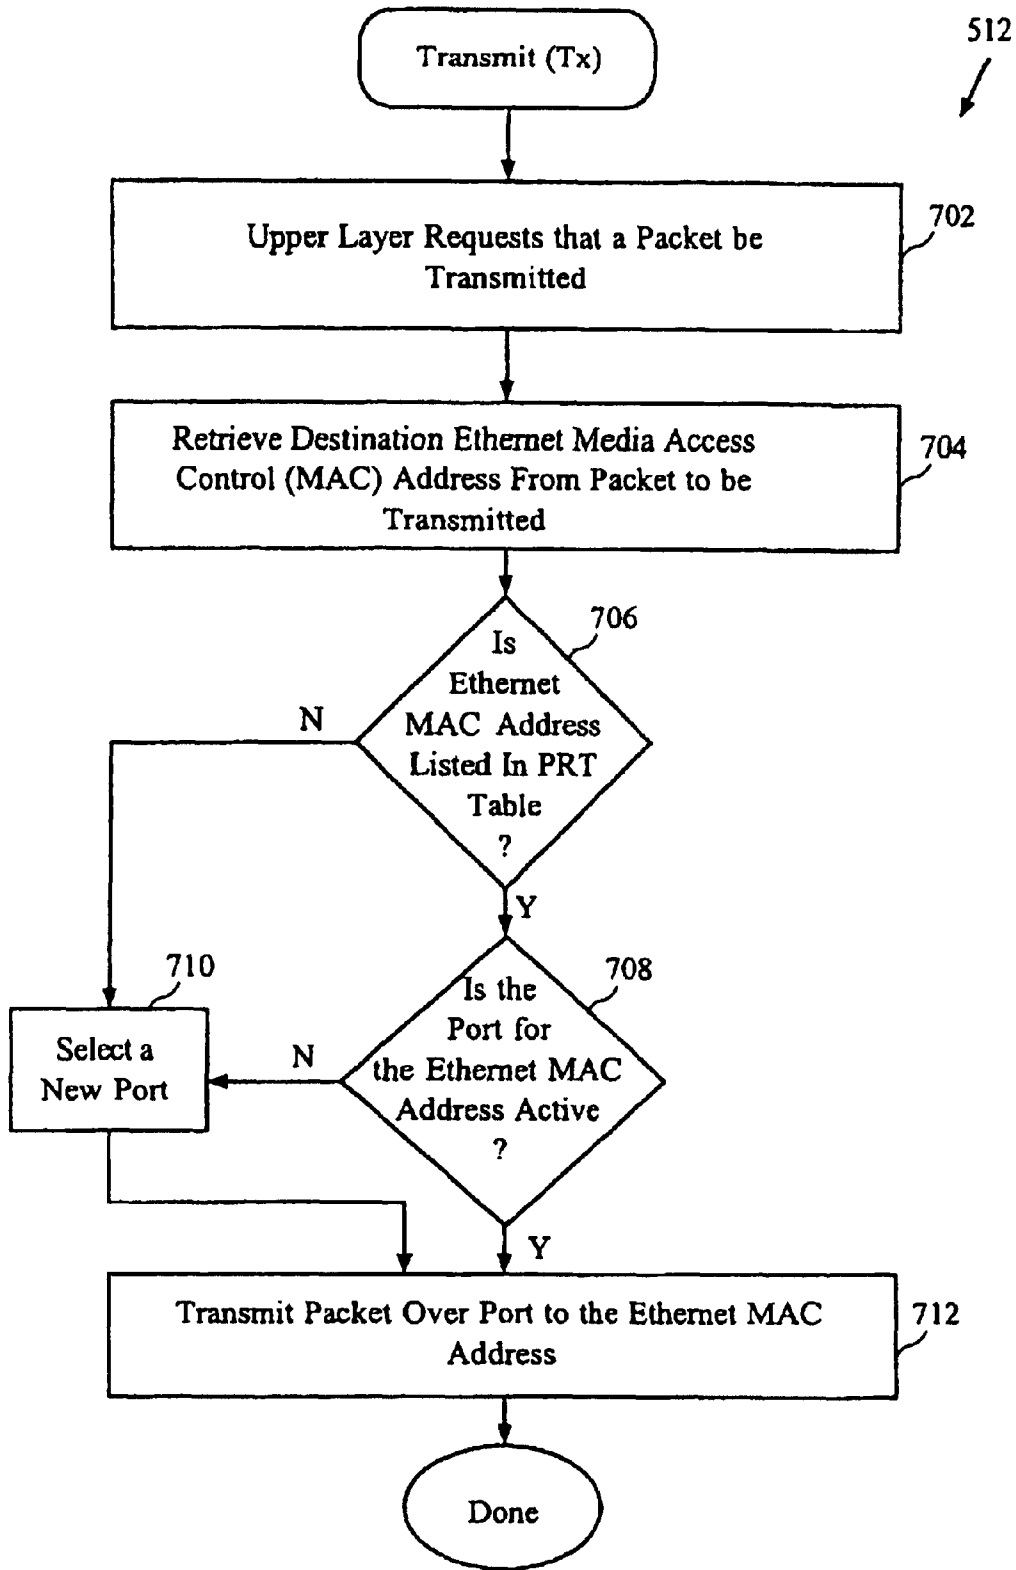 Transmit (Tx)
512
Upper Layer Requests that a Packet be
Transmitted
702
Retrieve Destination Ethernet Media Access
Control (MAC) Address From Packet to be
Transmitted
704
Is
Ethernet
MAC Address
Listed In PRT
Table
?
706
N
Y
Is the
Port for
the Ethernet MAC
Address Active
?
708
710
Select a
New Port
N
Y
Transmit Packet Over Port to the Ethernet MAC
Address
712
Done